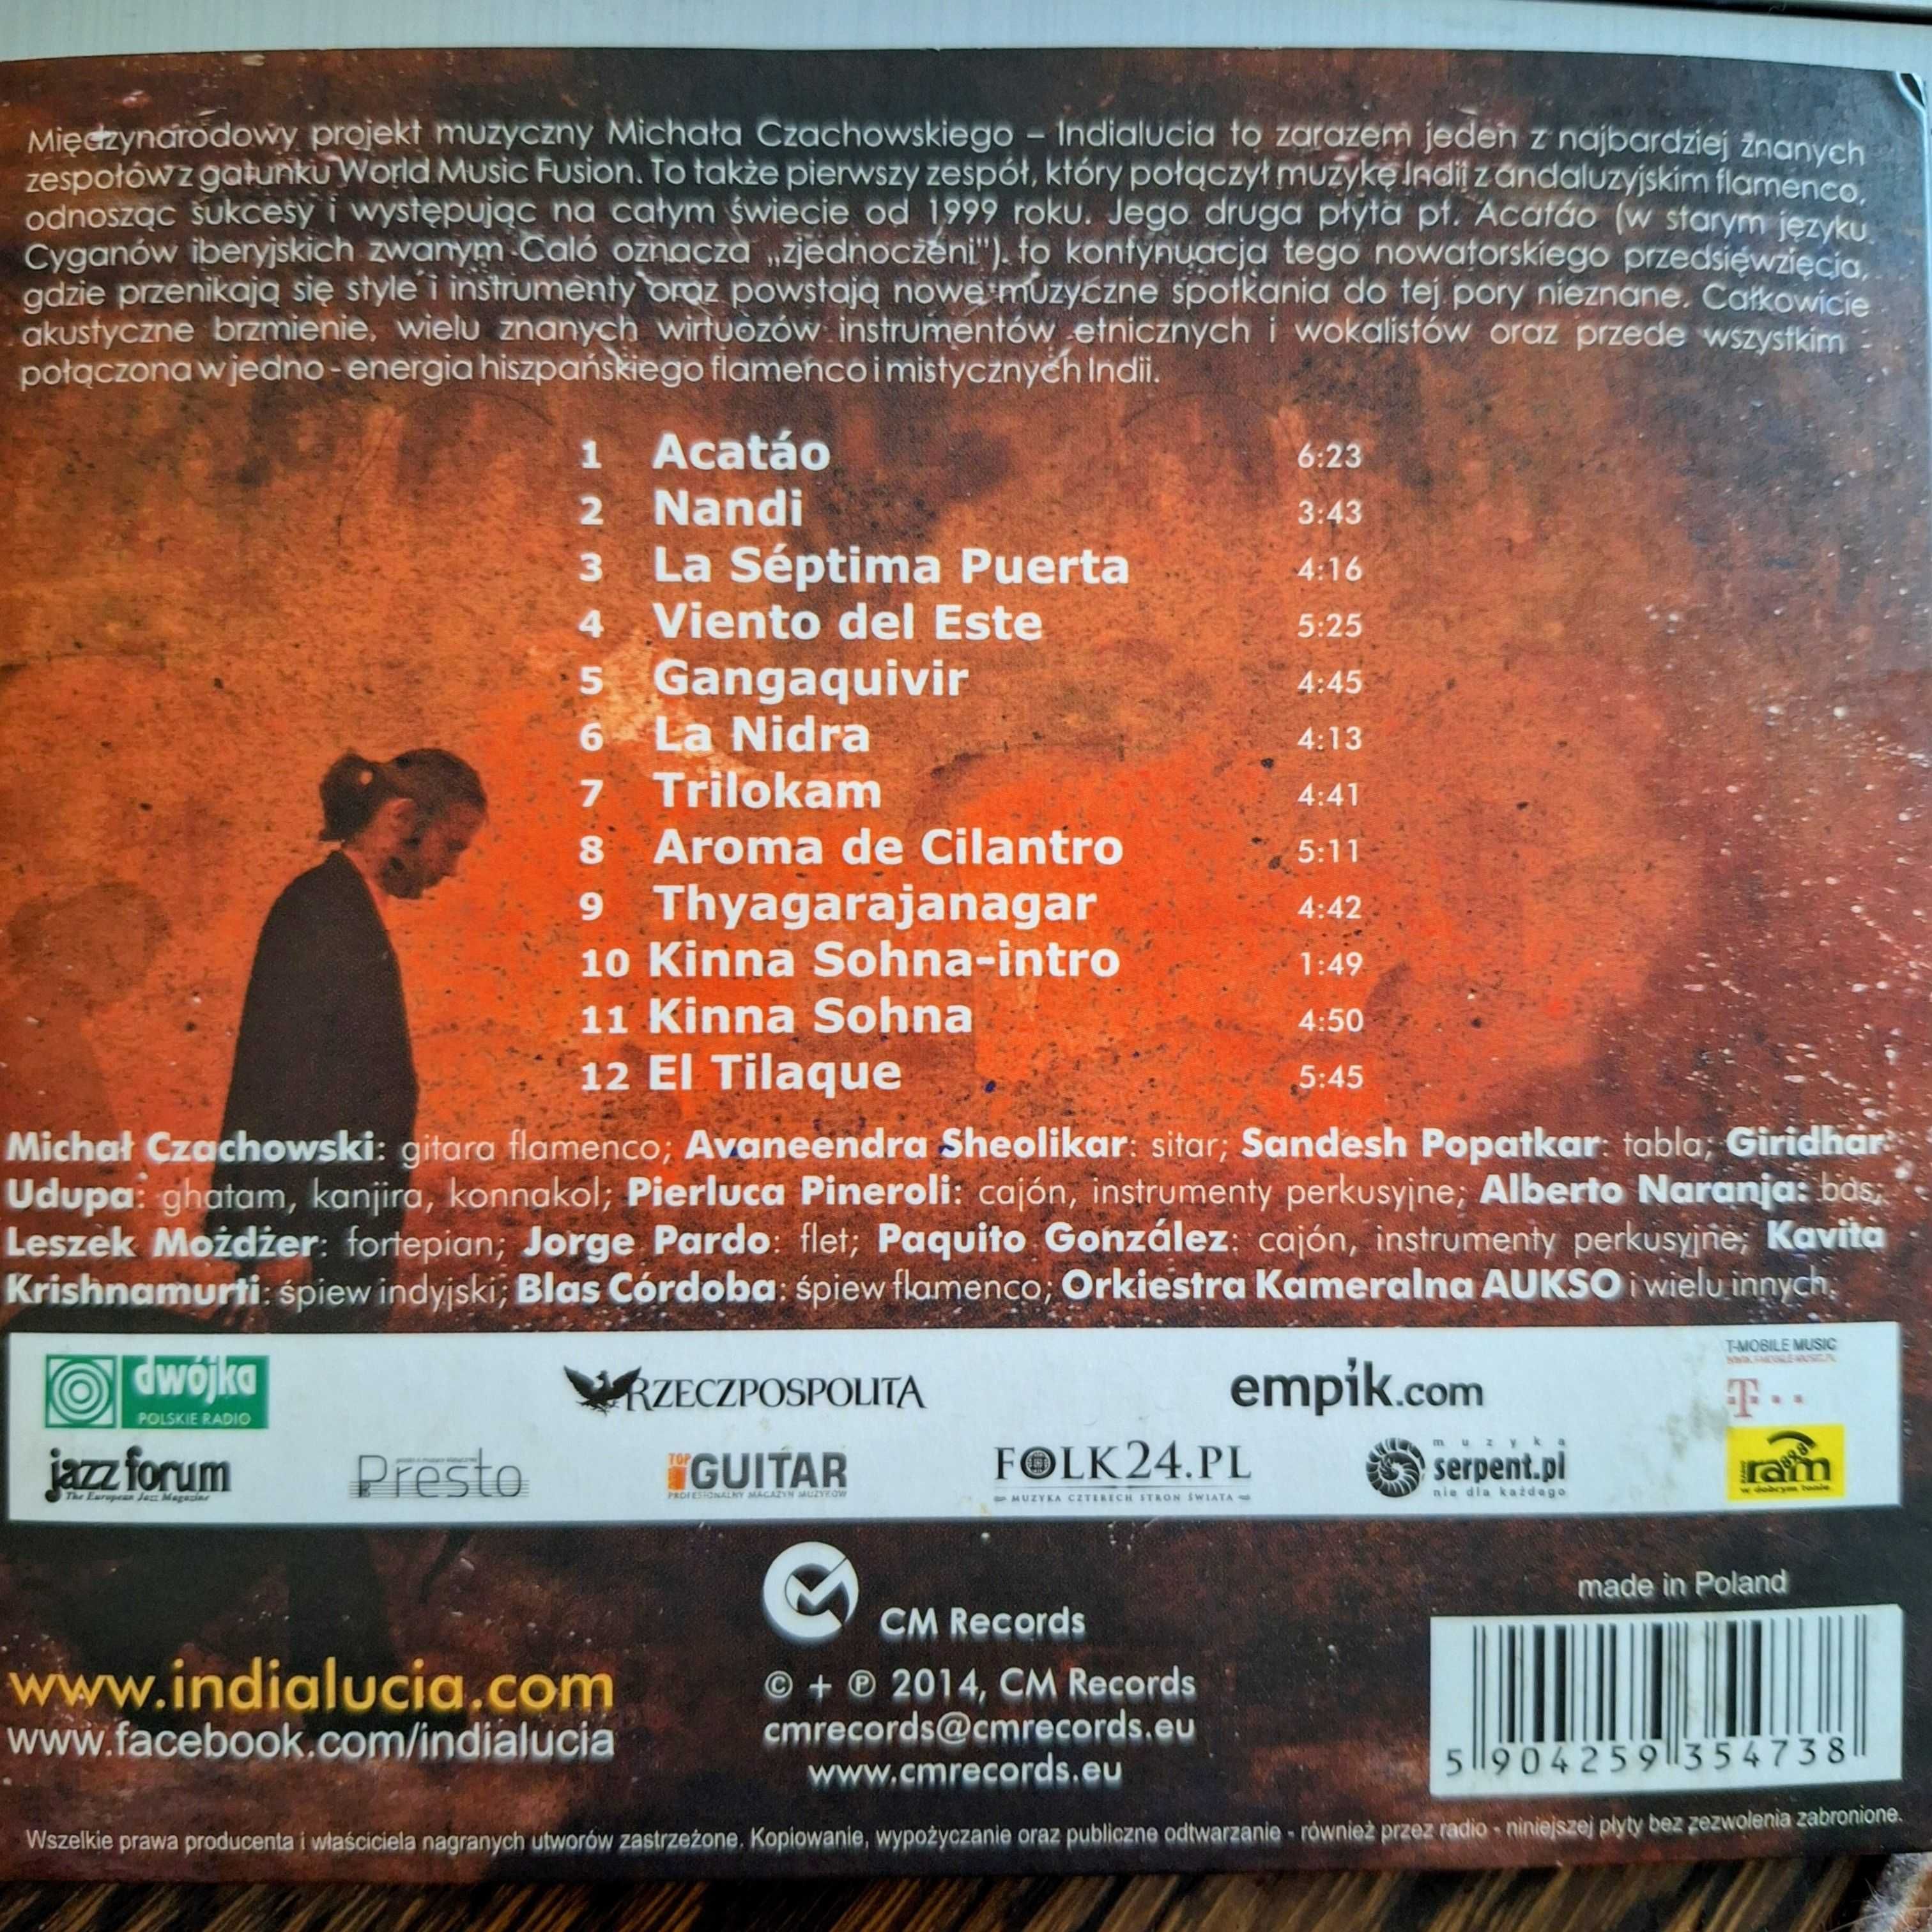 Międzynarodowy projekt muzyczny Michała Czachowskiego – Indialucia to zarazem jeden z najbardziej znanych
zespołów z gatunku World Music Fusion. To także pierwszy zespół, który połączył muzykę Indii z andaluzyjskim flamenco,
odnosząc sukcesy i występując na całym świecie od 1999 roku. Jego druga płyta pt. Acatáo (w starym języku
Cyganów iberyjskich zwanym Caló oznacza „zjednoczeni"). to kontynuacja tego nowatorskiego przedsięwzięcia,
gdzie przenikają się style i instrumenty oraz powstają nowe muzyczne spotkania do tej pory nieznane. Całkowicie
akustyczne brzmienie, wielu znanych wirtuozów instrumentów etnicznych i wokalistów oraz przede wszystkim -
połączona w jedno - energia hiszpańskiego flamenco i mistycznych Indii.
1 Acatáo 6:23
2 Nandi 3:43
3 La Séptima Puerta 4:16
4 Viento del Este 5:25
5 Gangaquivir 4:45
6 La Nidra 4:13
7 Trilokam 4:41
8 Aroma de Cilantro 5:11
9 Thyagarajanagar 4:42
10 Kinna Sohna-intro 1:49
11 Kinna Sohna 4:50
12 El Tilaque 5:45
Michał Czachowski: gitara flamenco; Avaneendra Sheolikar: sitar; Sandesh Popatkar: tabla; Giridhar
Udupa: ghatam, kanjira, konnakol; Pierluca Pineroli: cajón, instrumenty perkusyjne; Alberto Naranja: bas;
Leszek Możdżer: fortepian; Jorge Pardo: flet; Paquito González: cajón, instrumenty perkusyjne; Kavita
Krishnamurti: śpiew indyjski; Blas Córdoba: śpiew flamenco; Orkiestra Kameralna AUKSO i wielu innych.
dwójka
POLSKIE RADIO
RZECZPOSPOLITA
empik.com
T-MOBILE MUSIC
T
jazz forum
The European Jazz Magazine
Presto
TOP GUITAR
PROFESJONALNY MAGAZYN MUZYKÓW
FOLK24.PL
MUZYKA CZTERECH STRON ŚWIATA
muzyka
serpent.pl
nie dla każdego
RADIO ram 89,8
w dobrym tonie
CM Records
© + ℗ 2014, CM Records
cmrecords@cmrecords.eu
www.cmrecords.eu
www.indialucia.com
www.facebook.com/indialucia
made in Poland
5 904259 354738
Wszelkie prawa producenta i właściciela nagranych utworów zastrzeżone. Kopiowanie, wypożyczanie oraz publiczne odtwarzanie - również przez radio - niniejszej płyty bez zezwolenia zabronione.